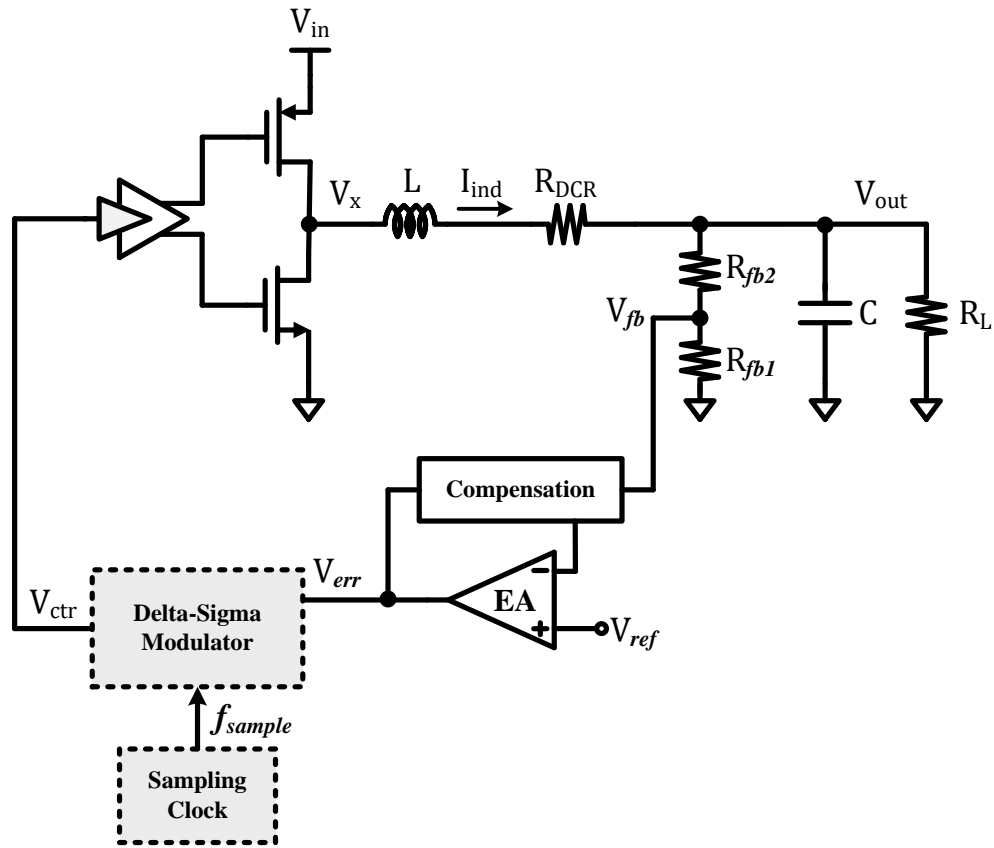 V_in
V_x
L
I_ind
R_DCR
V_out
R_fb2
V_fb
R_fb1
C
R_L
Compensation
V_err
EA
-
+
V_ref
V_ctr
Delta-Sigma
Modulator
f_sample
Sampling
Clock